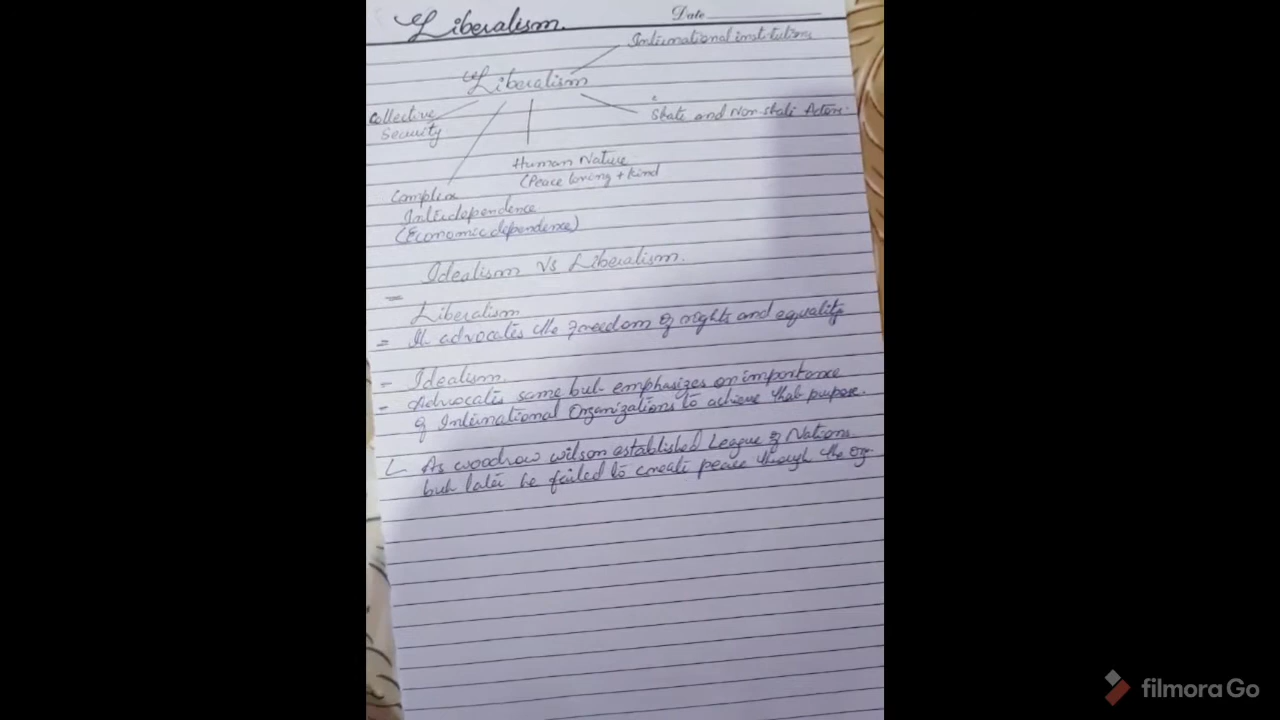 Liberalism.
Date
International institutions
Liberalism
Collective
Security
State and Non-state Actors.
Human Nature
(Peace loving + kind
Complex
Interdependence
(Economic dependence)
Idealism Vs Liberalism.
Liberalism
= It advocates the freedom of rights and equality
- Idealism.
- Advocates same but emphasizes on importance
of International Organizations to achieve that purpose.
As woodrow wilson established League of Nations
but later he failed to create peace through the org.
filmoraGo